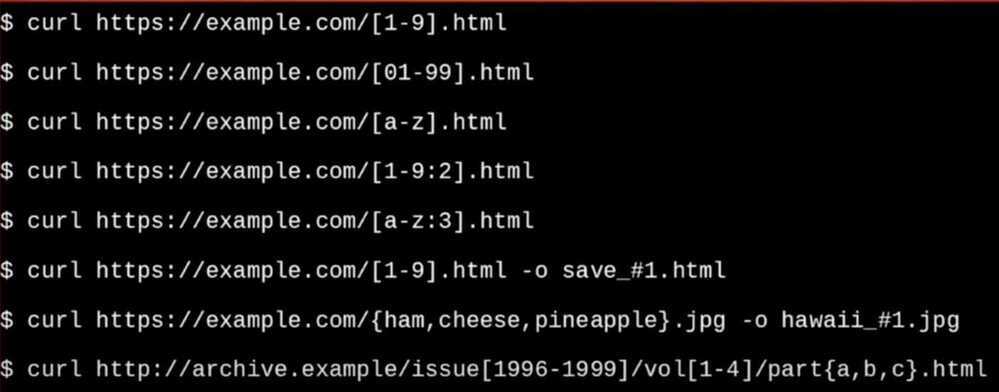 $ curl https://example.com/[1-9].html
$ curl https://example.com/[01-99].html
$ curl https://example.com/[a-z].html
$ curl https://example.com/[1-9:2].html
$ curl https://example.com/[a-z:3].html
$ curl https://example.com/[1-9].html -o save_#1.html
$ curl https://example.com/{ham,cheese,pineapple}.jpg -o hawaii_#1.jpg
$ curl http://archive.example/issue[1996-1999]/vol[1-4]/part{a,b,c}.html